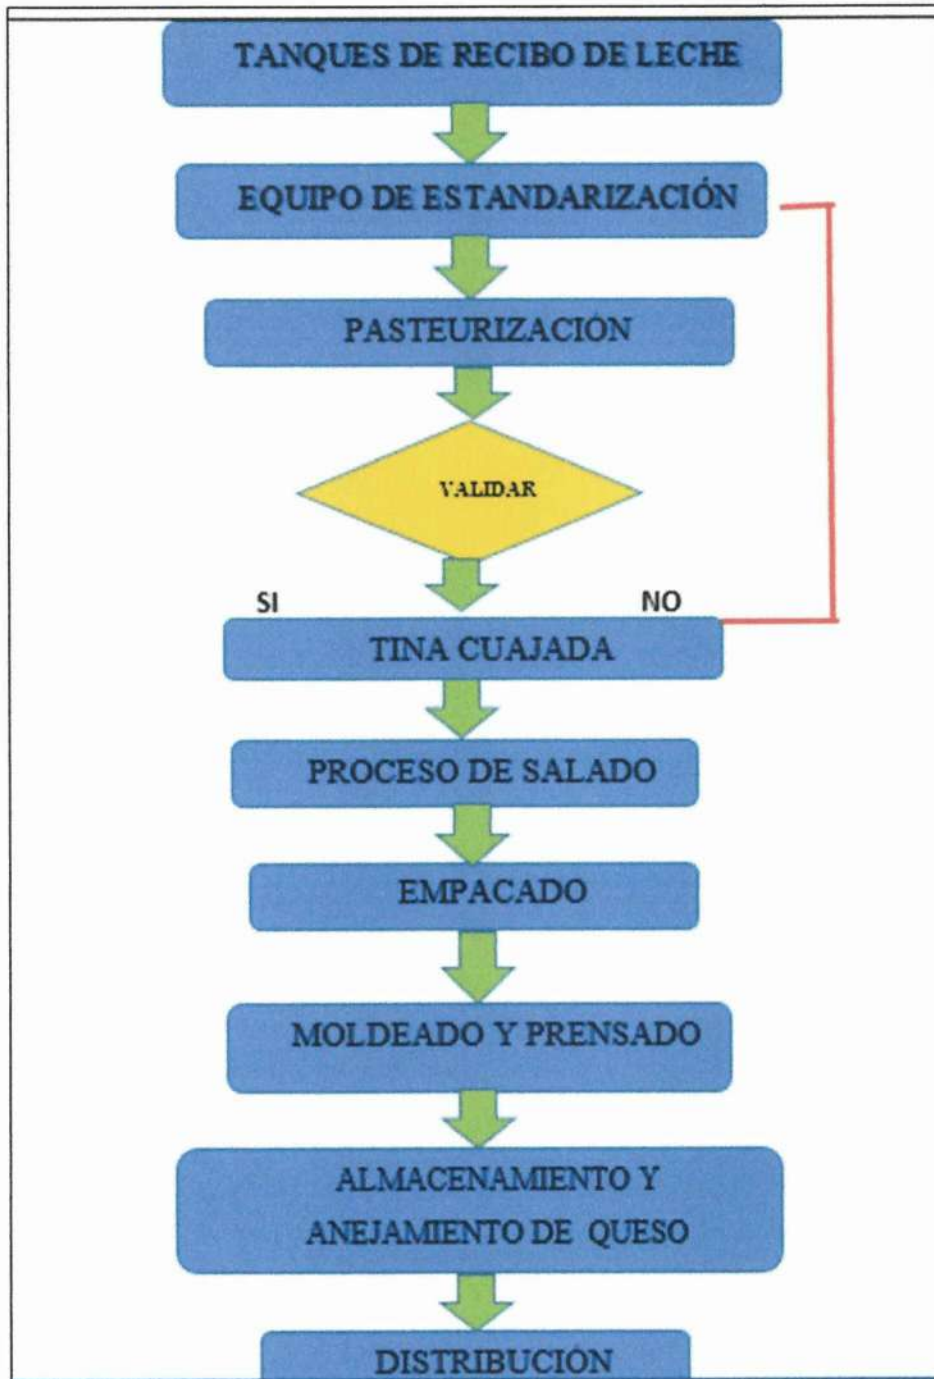 TANQUES DE RECIBO DE LECHE
EQUIPO DE ESTANDARIZACIÓN
PASTEURIZACIÓN
VALIDAR
SI
NO
TINA CUAJADA
PROCESO DE SALADO
EMPACADO
MOLDEADO Y PRENSADO
ALMACENAMIENTO Y
ANEJAMIENTO DE QUESO
DISTRIBUCIÓN